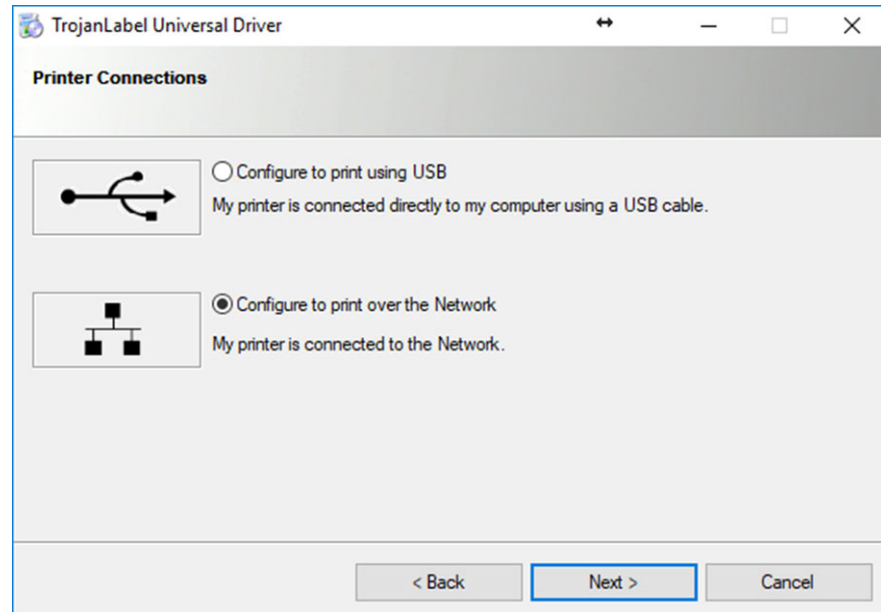 TrojanLabel Universal Driver
Printer Connections
Configure to print using USB
My printer is connected directly to my computer using a USB cable.
Configure to print over the Network
My printer is connected to the Network.
< Back
Next >
Cancel